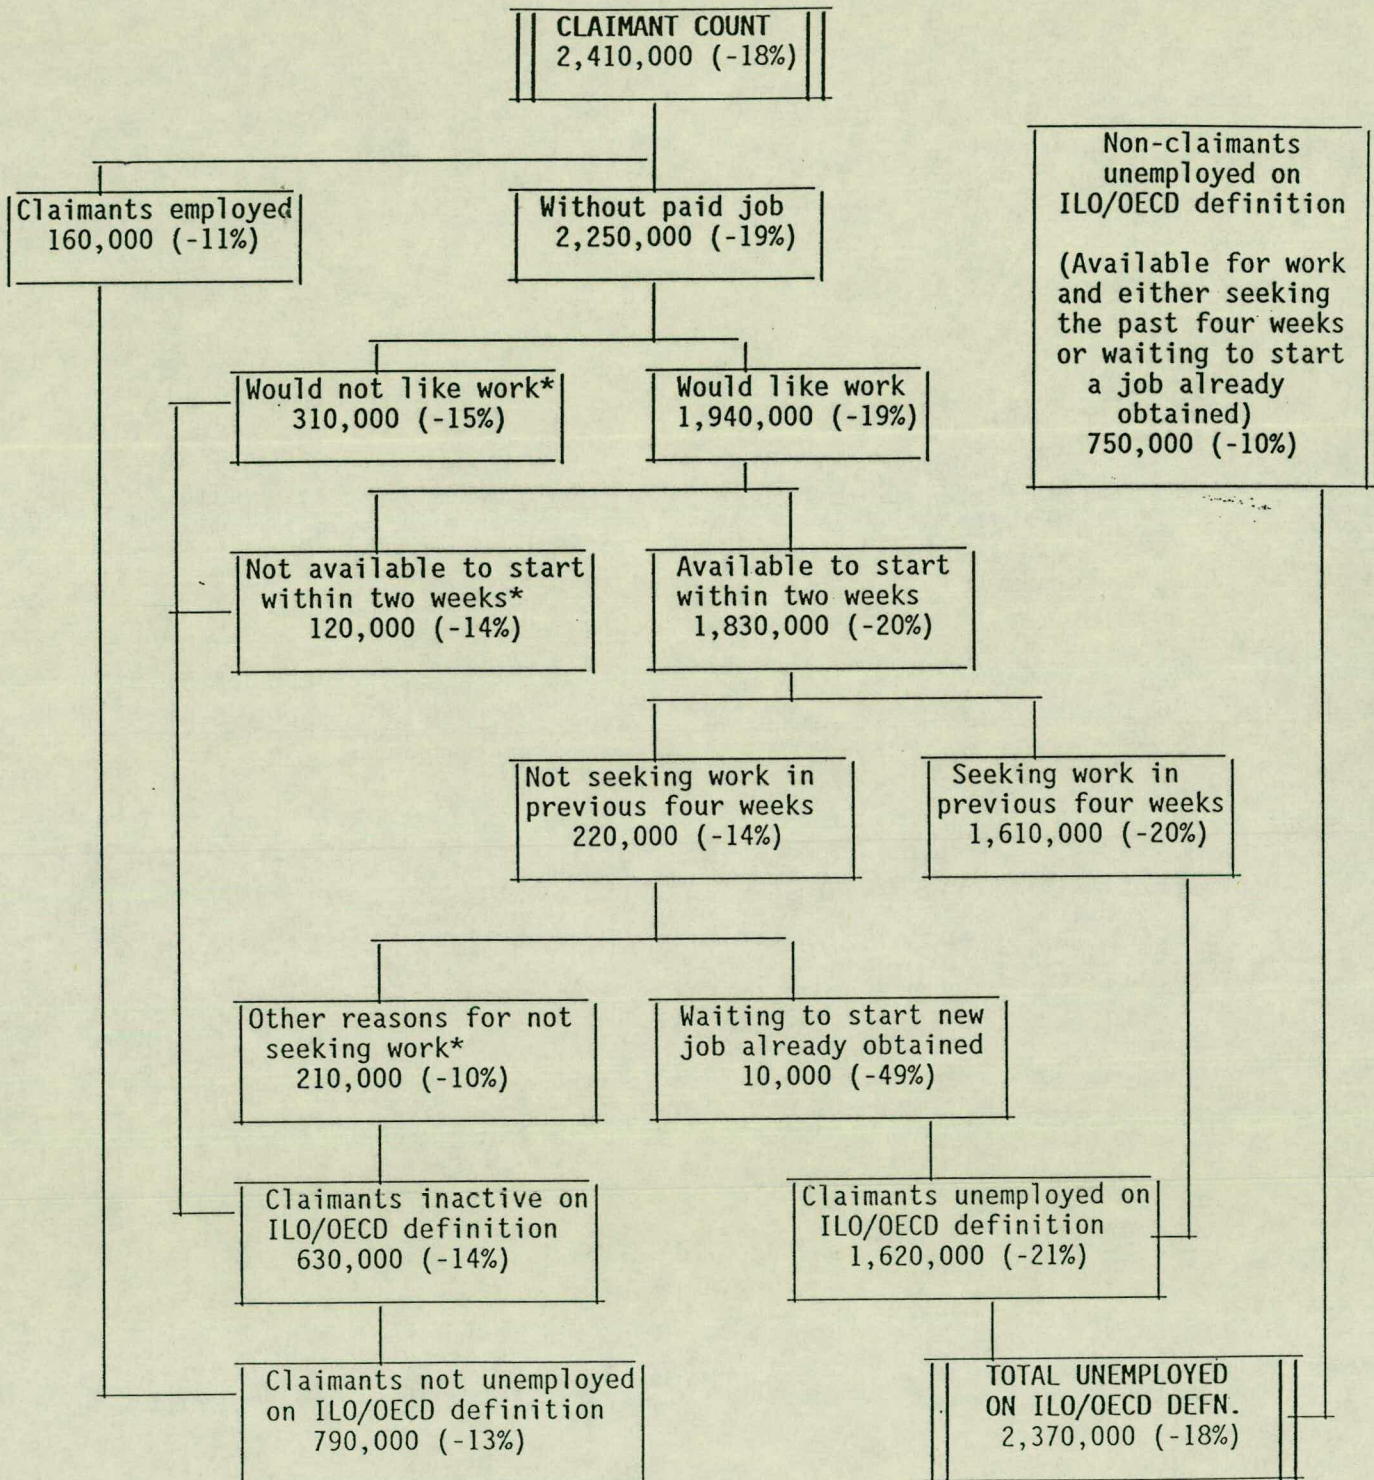 CLAIMANT COUNT
2,410,000 (-18%)
Non-claimants
unemployed on
ILO/OECD definition
(Available for work
and either seeking
the past four weeks
or waiting to start
a job already
obtained)
750,000 (-10%)
Claimants employed
160,000 (-11%)
Without paid job
2,250,000 (-19%)
Would not like work*
310,000 (-15%)
Would like work
1,940,000 (-19%)
Not available to start
within two weeks*
120,000 (-14%)
Available to start
within two weeks
1,830,000 (-20%)
Not seeking work in
previous four weeks
220,000 (-14%)
Seeking work in
previous four weeks
1,610,000 (-20%)
Other reasons for not
seeking work*
210,000 (-10%)
Waiting to start new
job already obtained
10,000 (-49%)
Claimants inactive on
ILO/OECD definition
630,000 (-14%)
Claimants unemployed on
ILO/OECD definition
1,620,000 (-21%)
Claimants not unemployed
on ILO/OECD definition
790,000 (-13%)
TOTAL UNEMPLOYED
ON ILO/OECD DEFN.
2,370,000 (-18%)